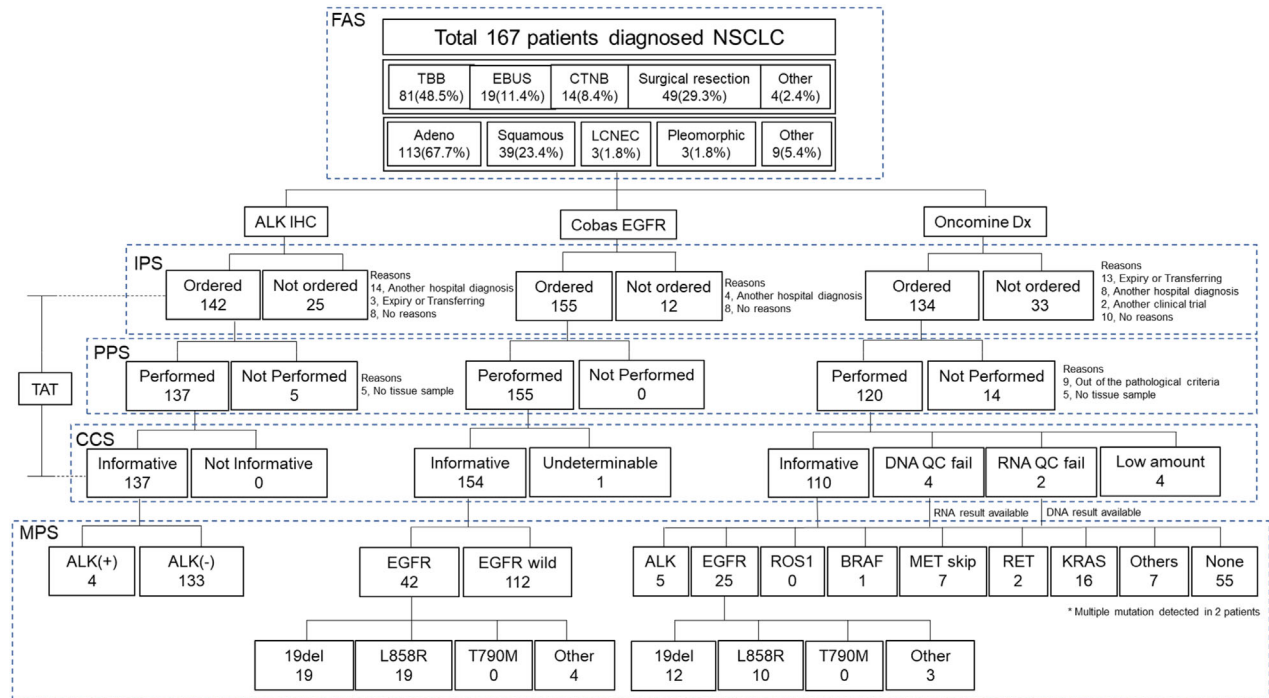 FAS
Total 167 patients diagnosed NSCLC
TBB
81(48.5%)
EBUS
19(11.4%)
CTNB
14(8.4%)
Surgical resection
49(29.3%)
Other
4(2.4%)
Adeno
113(67.7%)
Squamous
39(23.4%)
LCNEC
3(1.8%)
Pleomorphic
3(1.8%)
Other
9(5.4%)
ALK IHC
Cobas EGFR
Oncomine Dx
IPS
Ordered
142
Not ordered
25
Reasons
14, Another hospital diagnosis
3, Expiry or Transferring
8, No reasons
Ordered
155
Not ordered
12
Reasons
4, Another hospital diagnosis
8, No reasons
Ordered
134
Not ordered
33
Reasons
13, Expiry or Transferring
8, Another hospital diagnosis
2, Another clinical trial
10, No reasons
TAT
PPS
Performed
137
Not Performed
5
Reasons
5, No tissue sample
Peroformed
155
Not Performed
0
Performed
120
Not Performed
14
Reasons
9, Out of the pathological criteria
5, No tissue sample
CCS
Informative
137
Not Informative
0
Informative
154
Undeterminable
1
Informative
110
DNA QC fail
4
RNA QC fail
2
Low amount
4
RNA result available
DNA result available
MPS
ALK(+)
4
ALK(-)
133
EGFR
42
EGFR wild
112
ALK
5
EGFR
25
ROS1
0
BRAF
1
MET skip
7
RET
2
KRAS
16
Others
7
None
55
* Multiple mutation detected in 2 patients
19del
19
L858R
19
T790M
0
Other
4
19del
12
L858R
10
T790M
0
Other
3